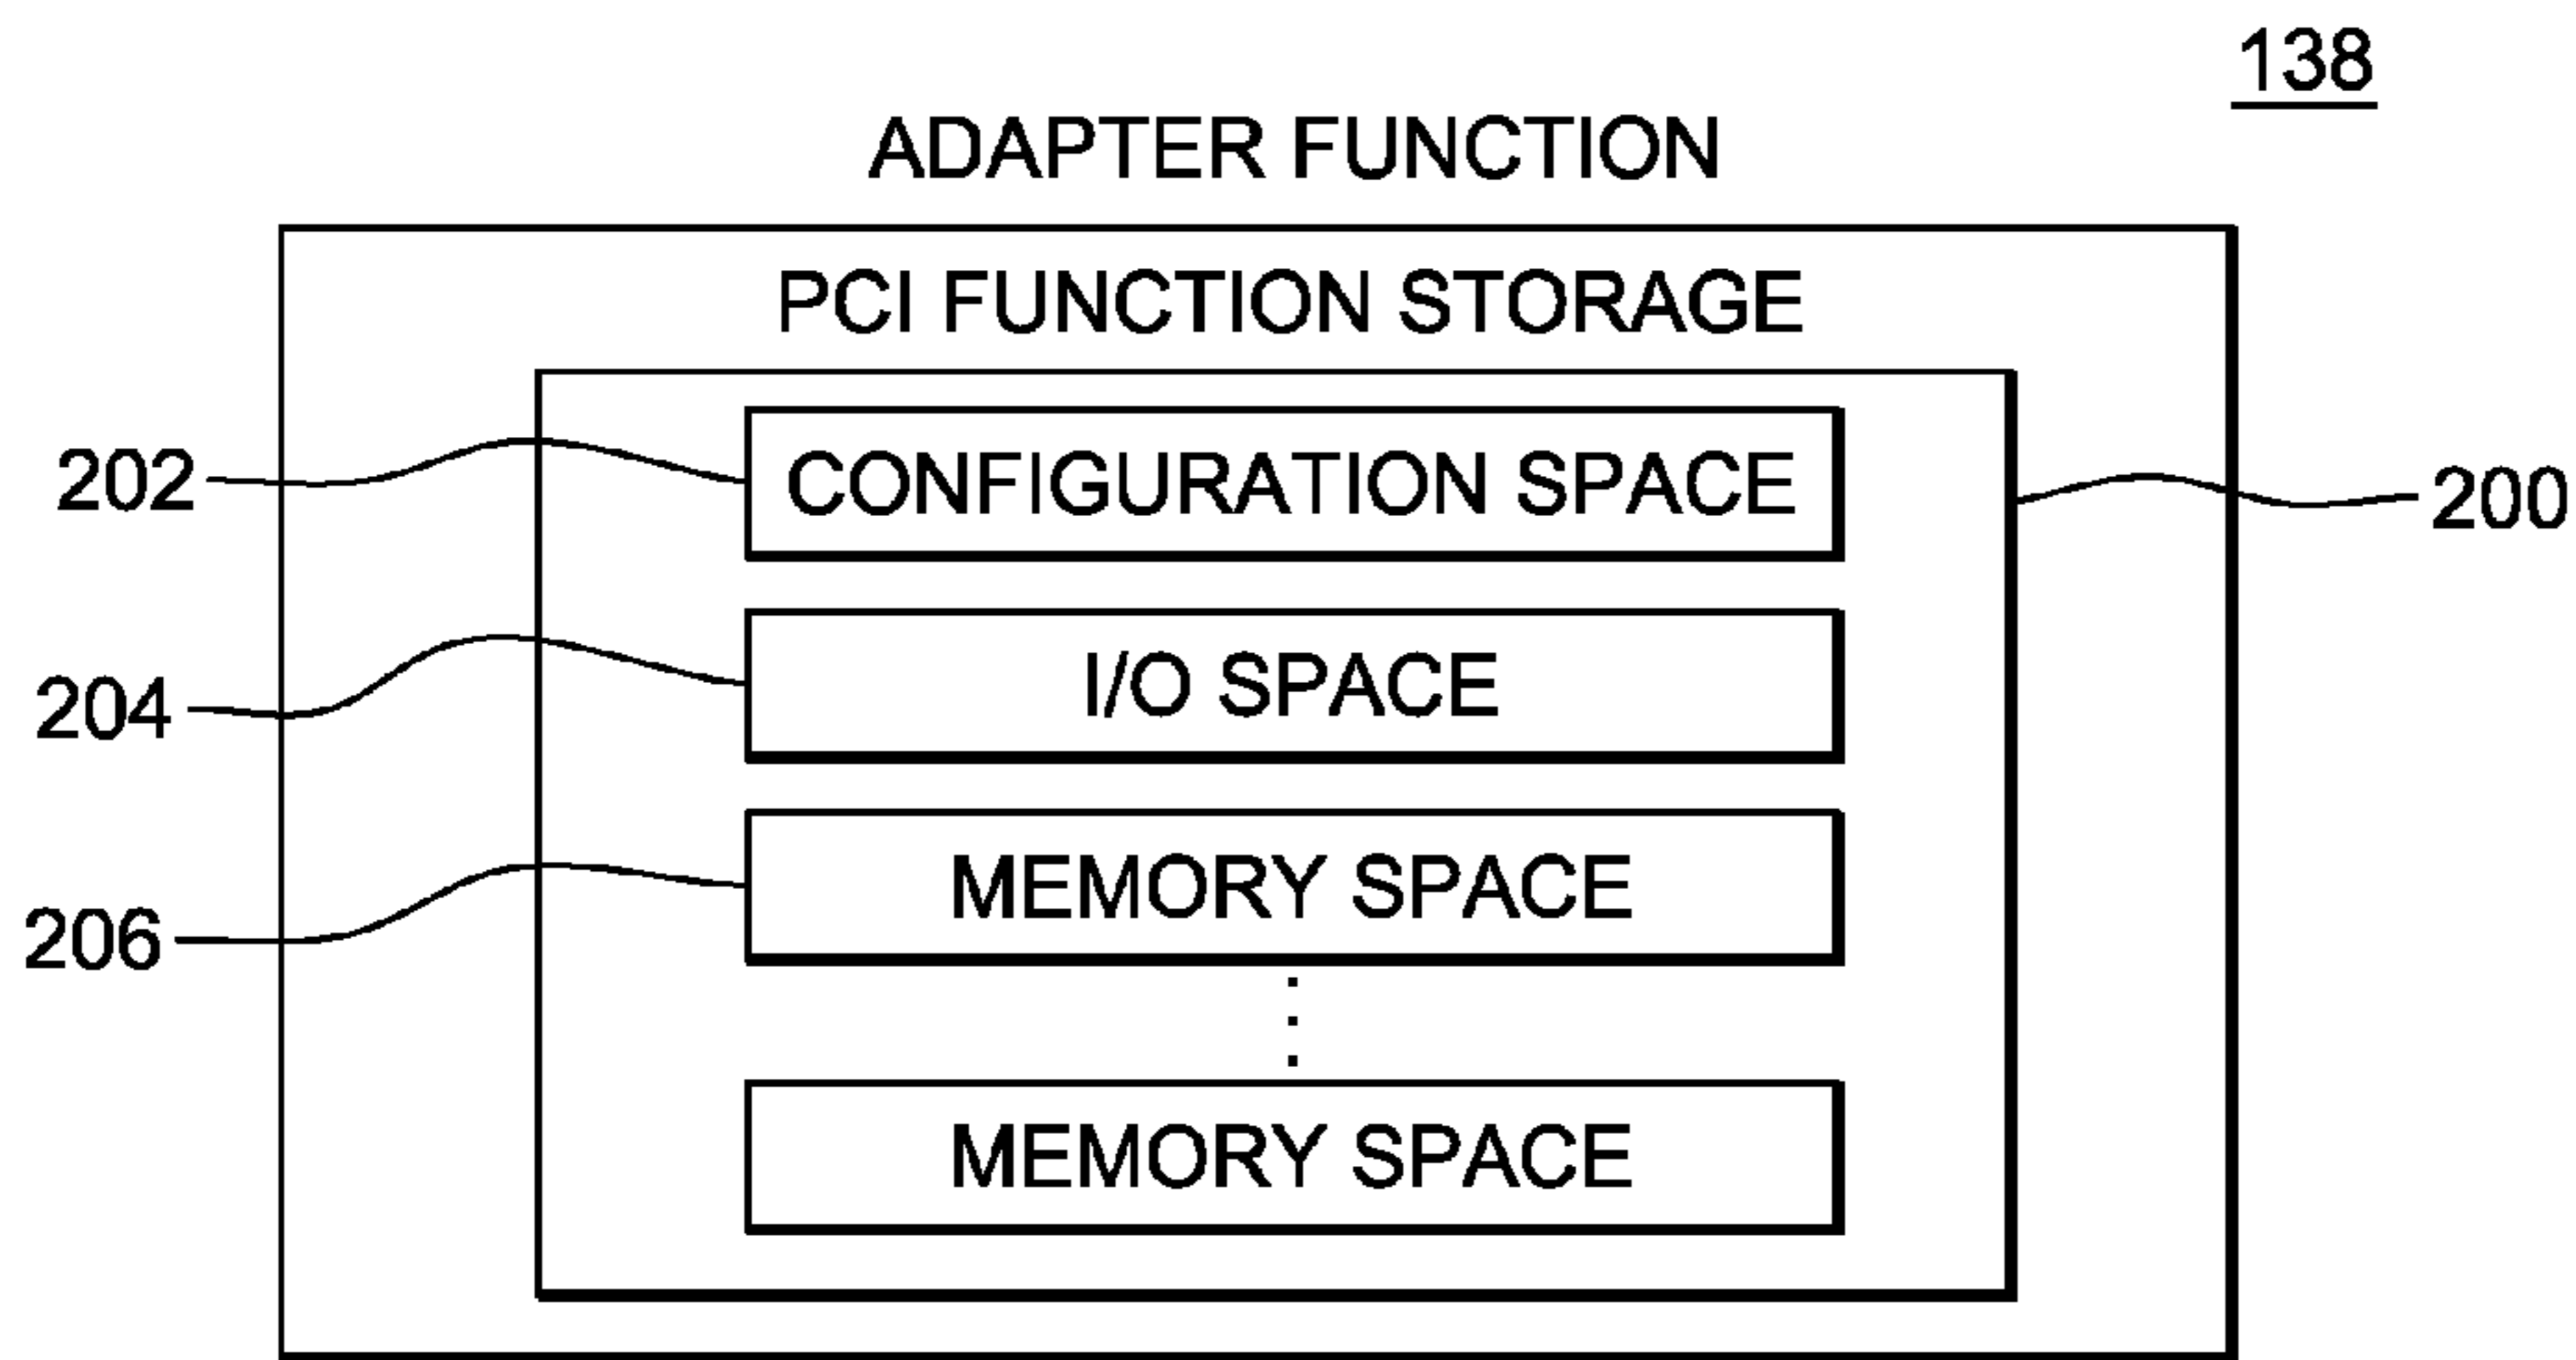 138
ADAPTER FUNCTION
PCI FUNCTION STORAGE
202
CONFIGURATION SPACE
200
204
I/O SPACE
206
MEMORY SPACE
MEMORY SPACE